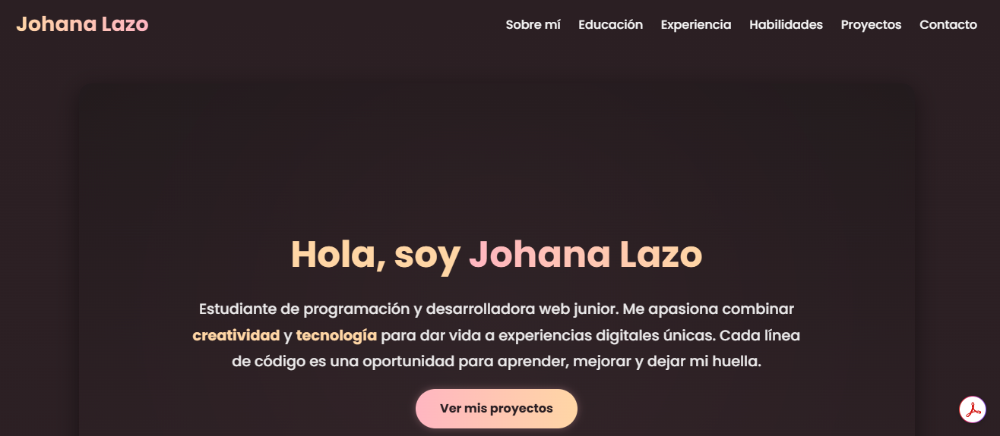 Johana Lazo
Sobre mí Educación Experiencia Habilidades Proyectos Contacto
Hola, soy Johana Lazo
Estudiante de programación y desarrolladora web junior. Me apasiona combinar
creatividad y tecnología para dar vida a experiencias digitales únicas. Cada línea
de código es una oportunidad para aprender, mejorar y dejar mi huella.
Ver mis proyectos